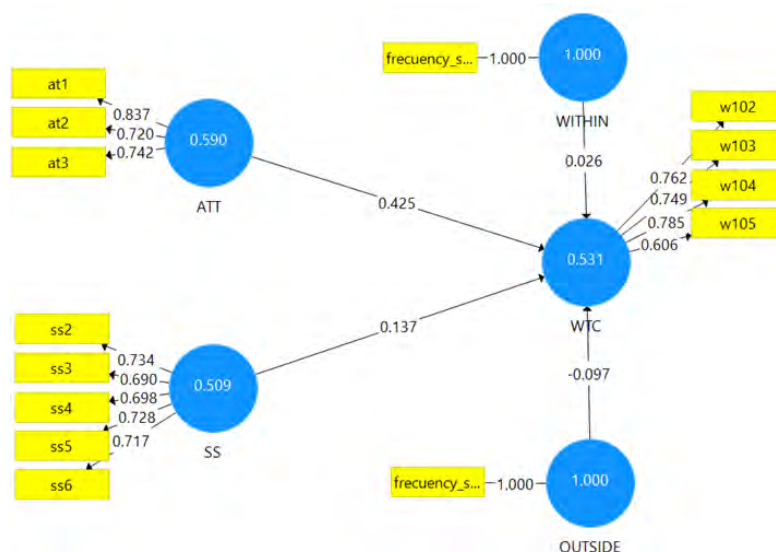 frecuency_s...
1.000
1.000
WITHIN
0.026
at1
at2
at3
0.837
0.720
0.742
0.590
ATT
0.425
w102
w103
w104
w105
0.762
0.749
0.785
0.606
0.531
WTC
0.137
ss2
ss3
ss4
ss5
ss6
0.734
0.690
0.698
0.728
0.717
0.509
SS
-0.097
frecuency_s...
1.000
1.000
OUTSIDE